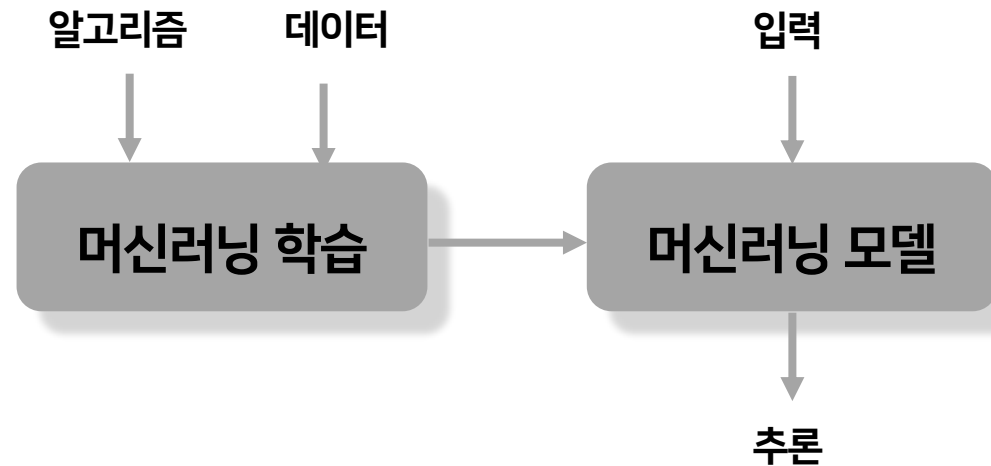 알고리즘
데이터
입력
머신러닝 학습
머신러닝 모델
추론